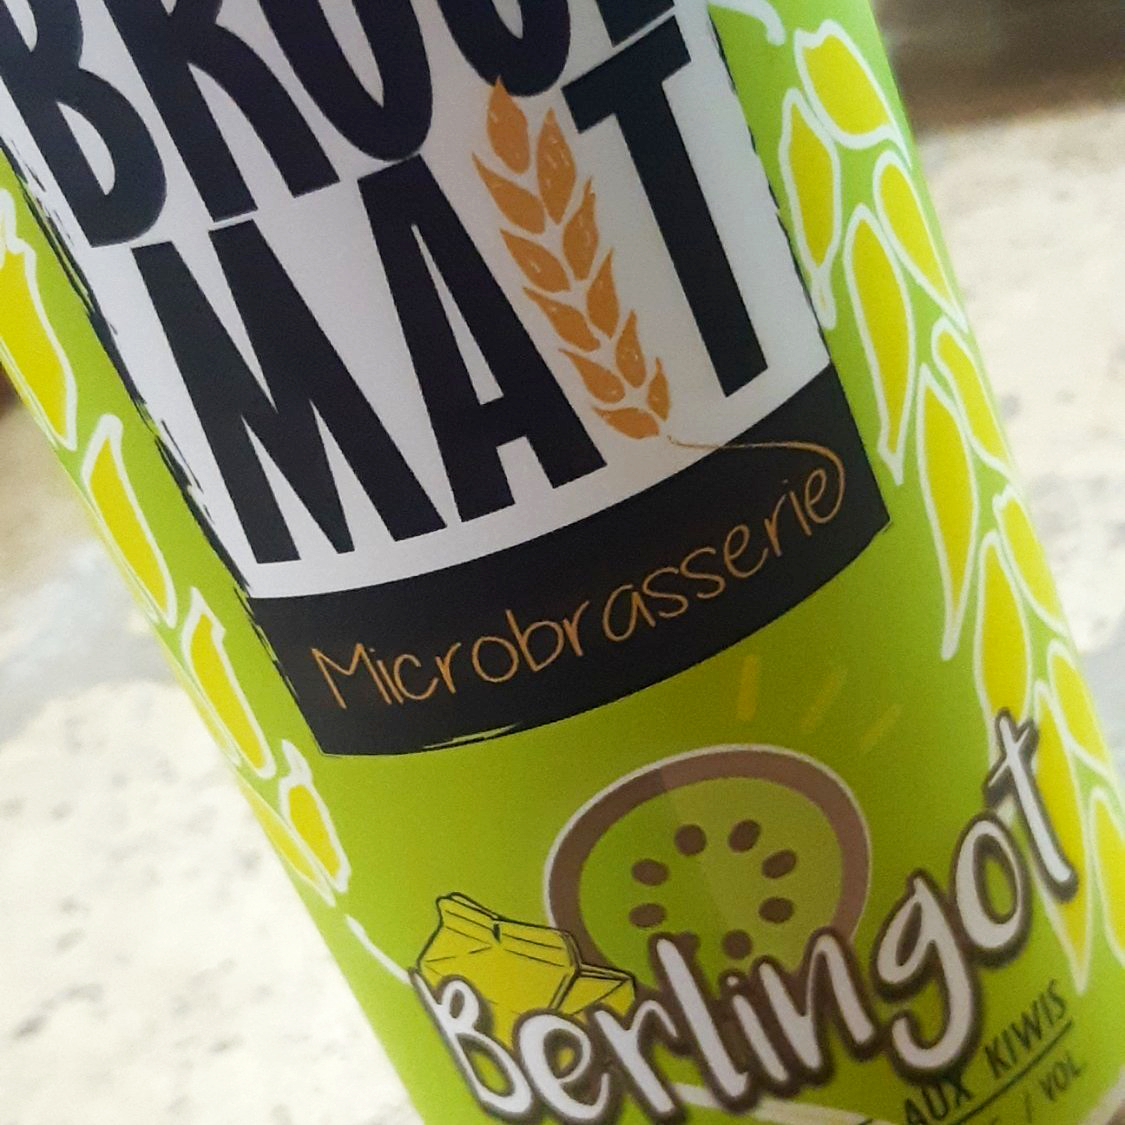 MAT
Microbrasserie
Berlingot
AUX KIWIS
/ VOL